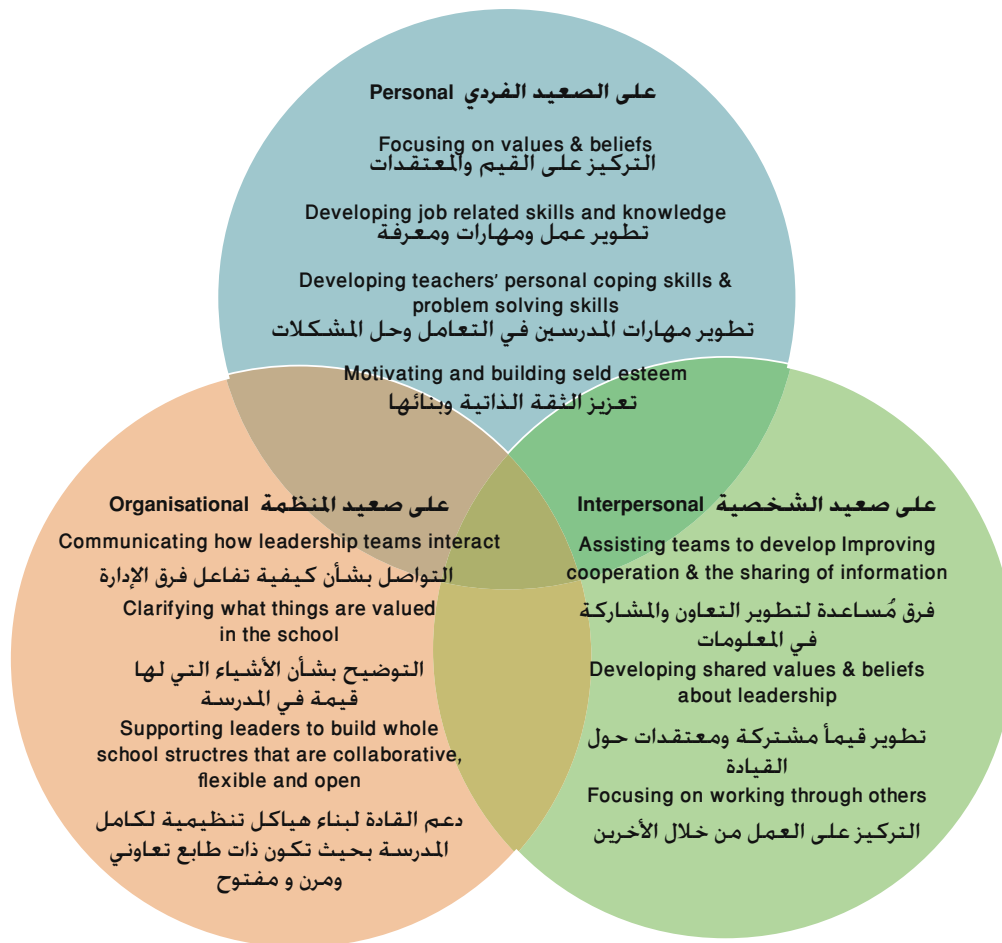 Personal على الصعيد الفردي
Focusing on values & beliefs
التركيز على القيم والمعتقدات
Developing job related skills and knowledge
تطوير عمل ومهارات ومعرفة
Developing teachers' personal coping skills &
problem solving skills
تطوير مهارات المدرسين في التعامل وحل المشكلات
Motivating and building seld esteem
تعزيز الثقة الذاتية وبنائها
Organisational على صعيد المنظمة
Communicating how leadership teams interact
التواصل بشأن كيفية تفاعل فرق الإدارة
Clarifying what things are valued
in the school
التوضيح بشأن الأشياء التي لها
قيمة في المدرسة
Supporting leaders to build whole
school structres that are collaborative,
flexible and open
دعم القادة لبناء هياكل تنظيمية لكامل
المدرسة بحيث تكون ذات طابع تعاوني
ومرن و مفتوح
Interpersonal على صعيد الشخصية
Assisting teams to develop Improving
cooperation & the sharing of information
فرق مُساعدة لتطوير التعاون والمشاركة
في المعلومات
Developing shared values & beliefs
about leadership
تطوير قيمأ مشتركة ومعتقدات حول
القيادة
Focusing on working through others
التركيز على العمل من خلال الأخرين